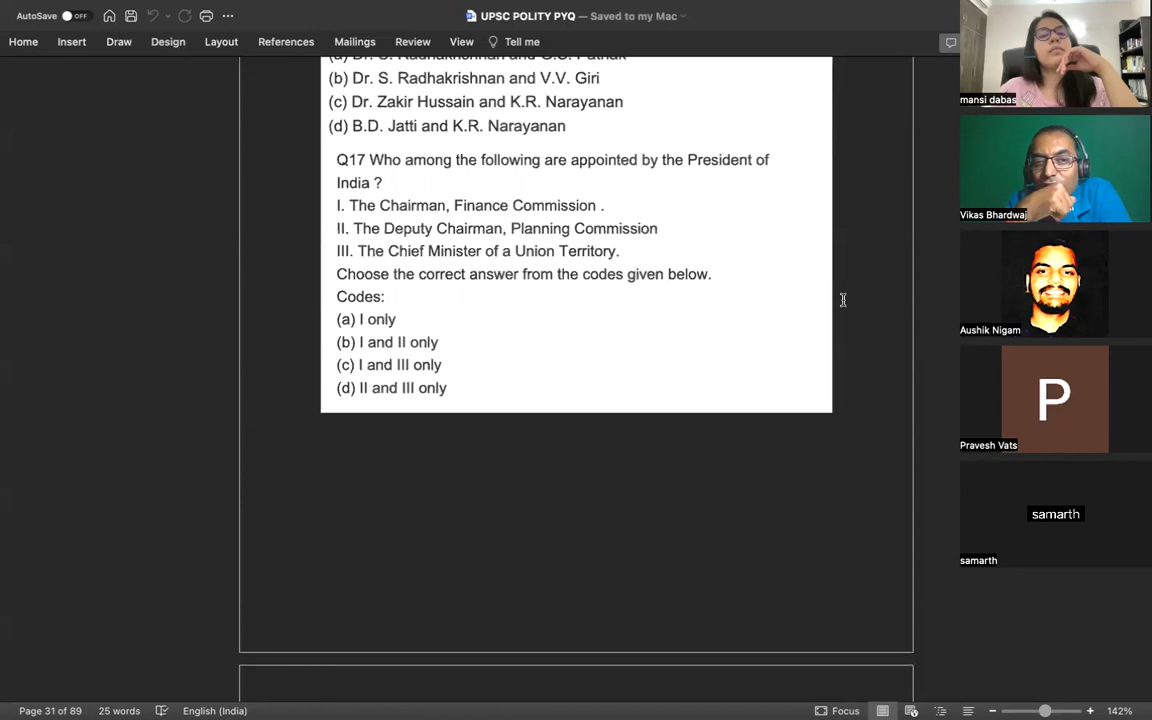 AutoSave OFF UPSC POLITY PYQ — Saved to my Mac
Home Insert Draw Design Layout References Mailings Review View Tell me
(b) Dr. S. Radhakrishnan and V.V. Giri
(c) Dr. Zakir Hussain and K.R. Narayanan
(d) B.D. Jatti and K.R. Narayanan
Q17 Who among the following are appointed by the President of
India ?
I. The Chairman, Finance Commission .
II. The Deputy Chairman, Planning Commission
III. The Chief Minister of a Union Territory.
Choose the correct answer from the codes given below.
Codes:
(a) I only
(b) I and II only
(c) I and III only
(d) II and III only
mansi dabas
Vikas Bhardwaj
Aushik Nigam
P
Pravesh Vats
samarth
samarth
Page 31 of 89 25 words English (India) Focus 142%